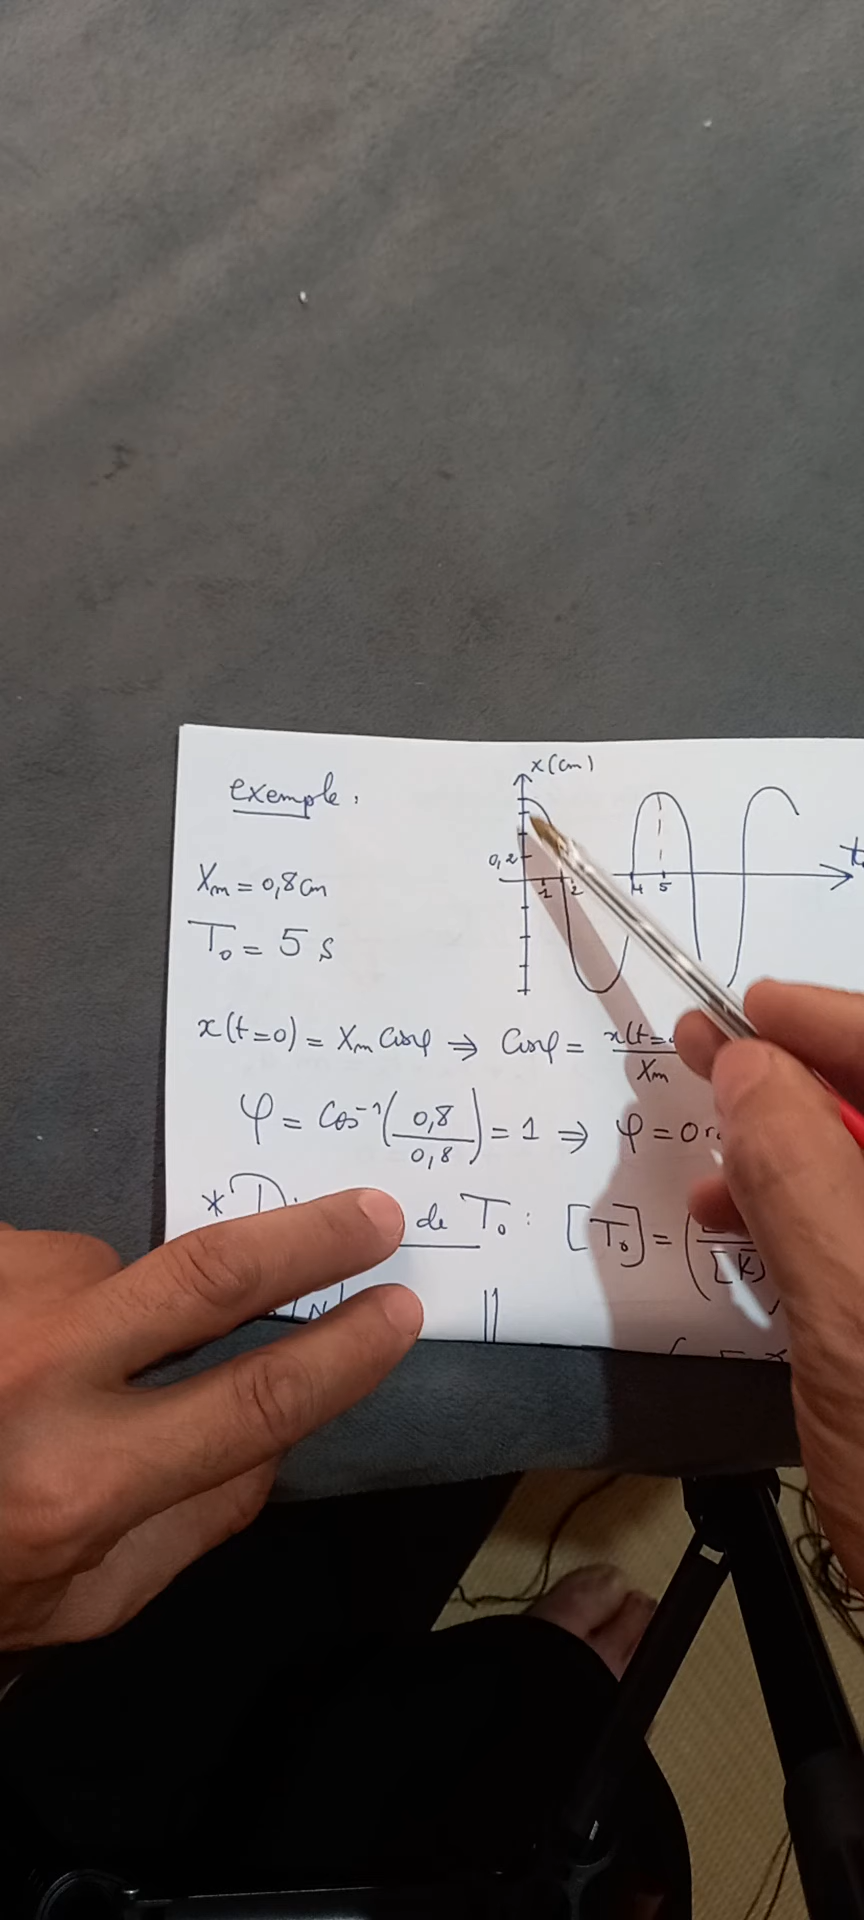 exemple :
x(cm)
0,2
1 2 4 5
t
Xm = 0,8 cm
T₀ = 5 s
x(t=0) = Xm Cosφ ⇒ Cosφ = x(t=0)/Xm
φ = Cos⁻¹(0,8/0,8) = 1 ⇒ φ = 0
* de T₀ : [T₀] = ( /[K]